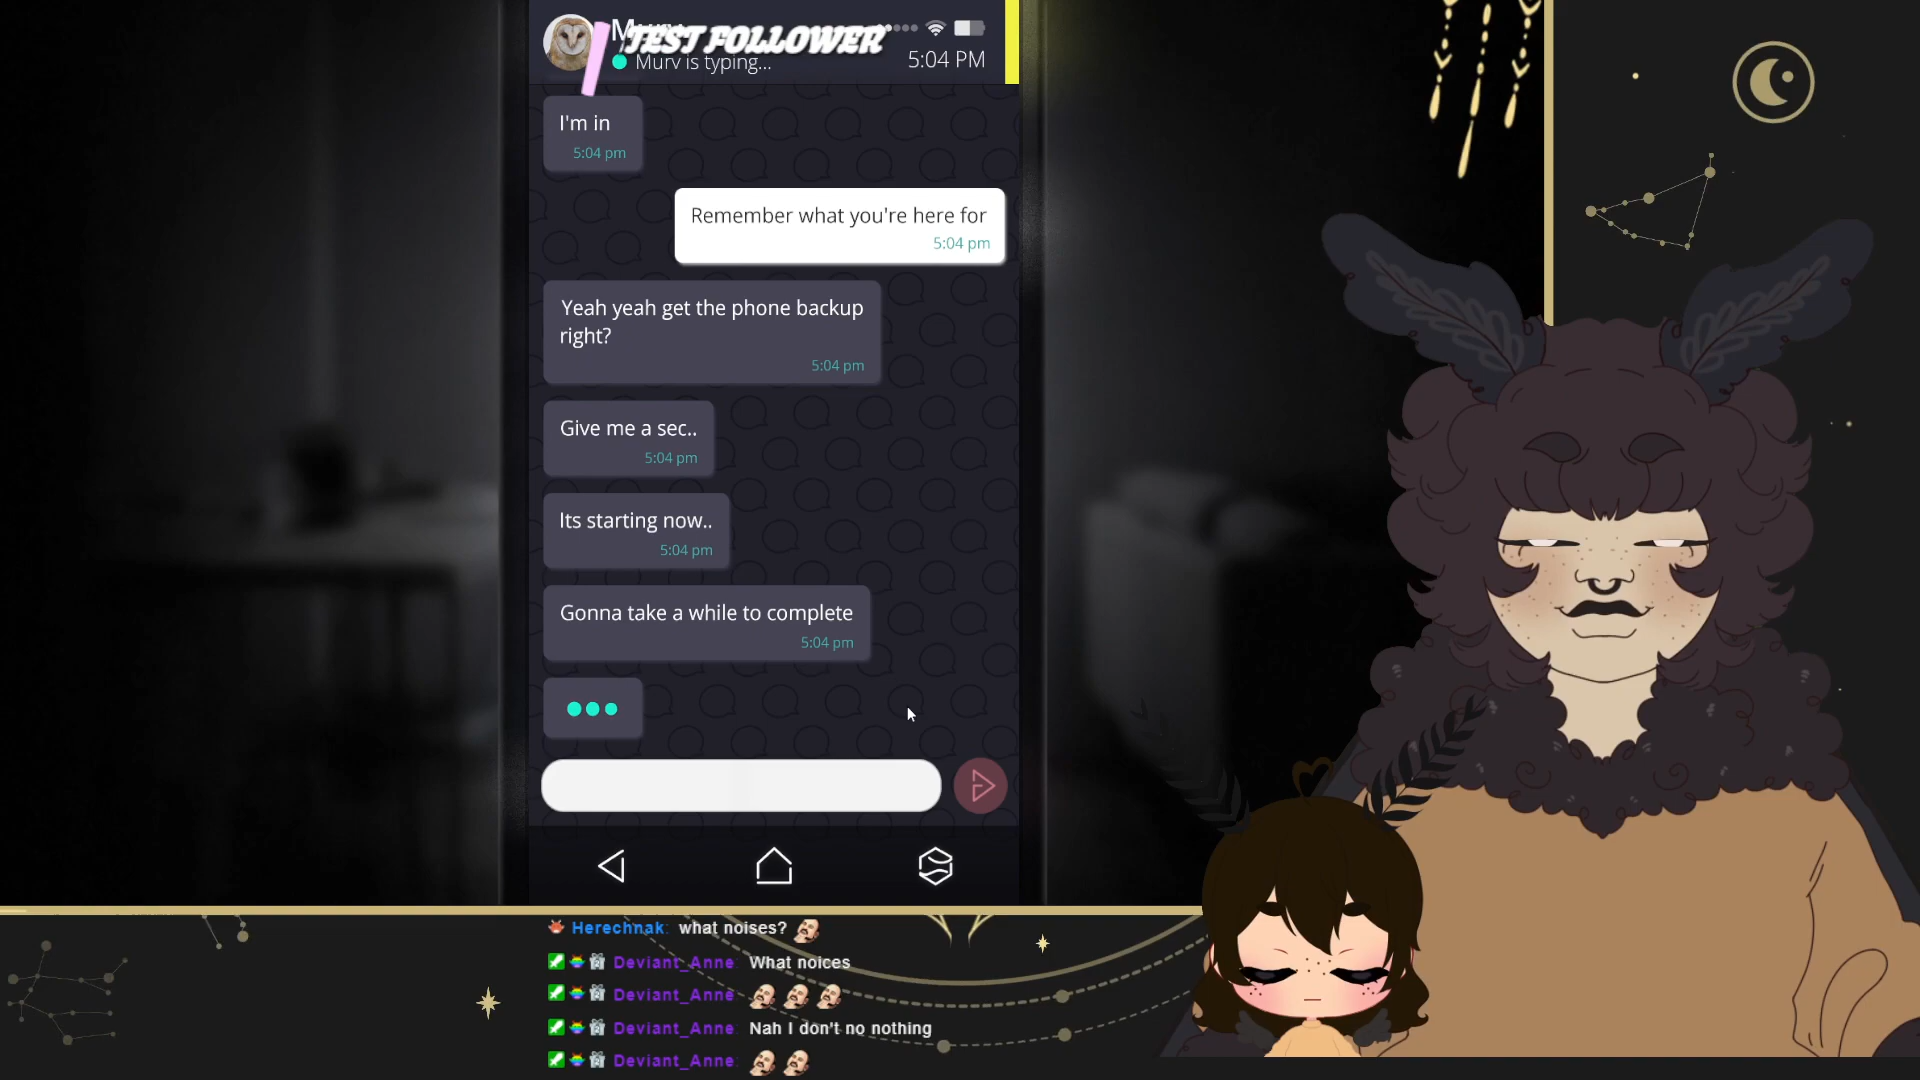 TEST FOLLOWER
Murv is typing...
5:04 PM
I'm in
5:04 pm
Remember what you're here for
5:04 pm
Yeah yeah get the phone backup
right?
5:04 pm
Give me a sec..
5:04 pm
Its starting now..
5:04 pm
Gonna take a while to complete
5:04 pm
Herechnak: what noises?
Deviant_Anne: What noices
Deviant_Anne:
Deviant_Anne: Nah I don't no nothing
Deviant_Anne: